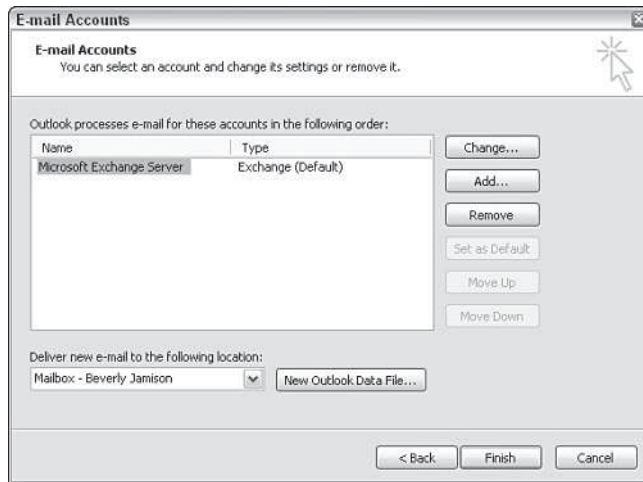 E-mail Accounts
E-mail Accounts
You can select an account and change its settings or remove it.
Outlook processes e-mail for these accounts in the following order:
Name Type
Microsoft Exchange Server Exchange (Default)
Change...
Add...
Remove
Set as Default
Move Up
Move Down
Deliver new e-mail to the following location:
Mailbox - Beverly Jamison New Outlook Data File...
< Back Finish Cancel